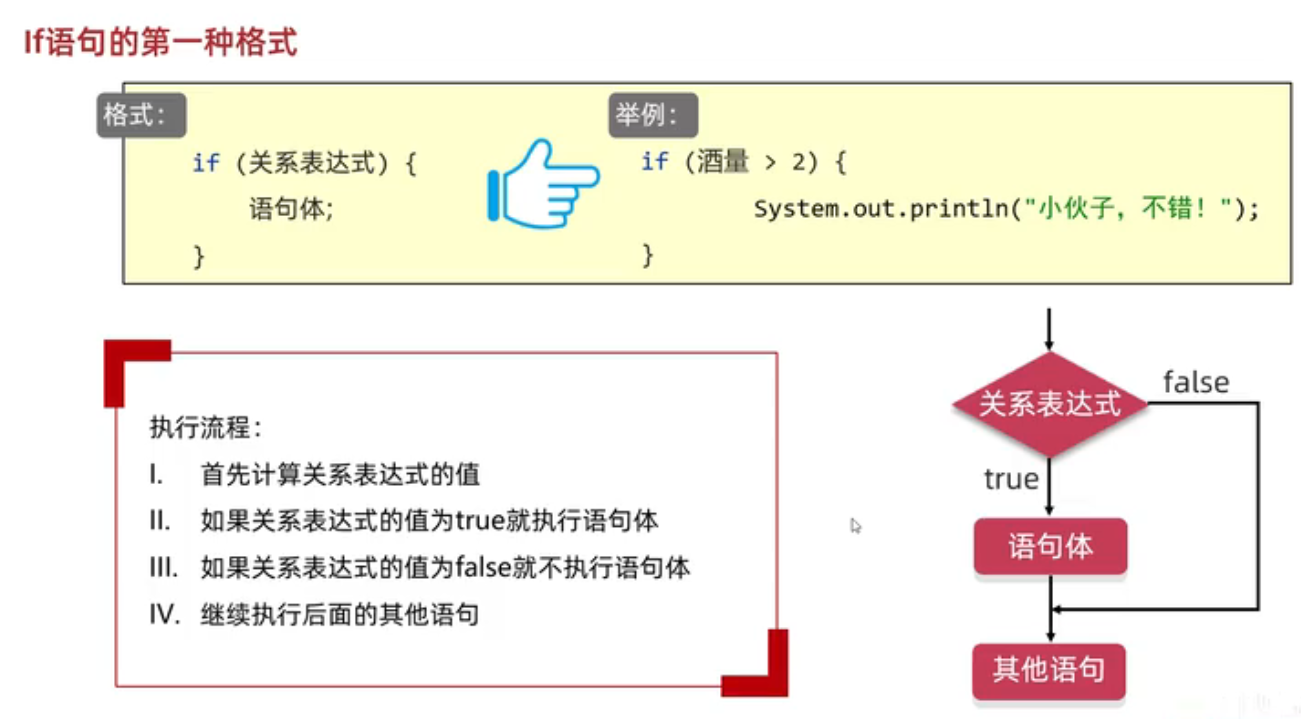 If语句的第一种格式
格式：
if (关系表达式) {
语句体;
}
举例：
if (酒量 > 2) {
System.out.println("小伙子，不错！");
}
执行流程：
I. 首先计算关系表达式的值
II. 如果关系表达式的值为true就执行语句体
III. 如果关系表达式的值为false就不执行语句体
IV. 继续执行后面的其他语句
关系表达式
false
true
语句体
其他语句